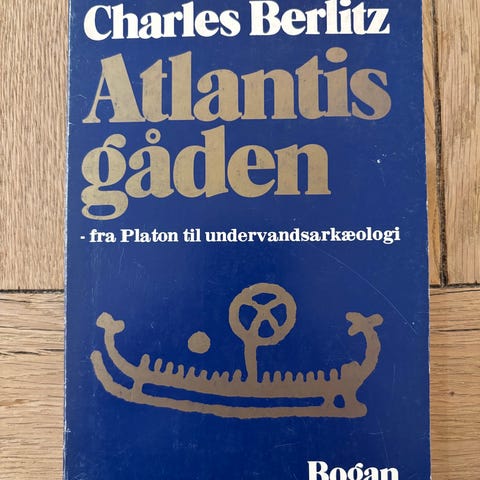 Charles Berlitz
Atlantis
gåden
- fra Platon til undervandsarkæologi
Bogan